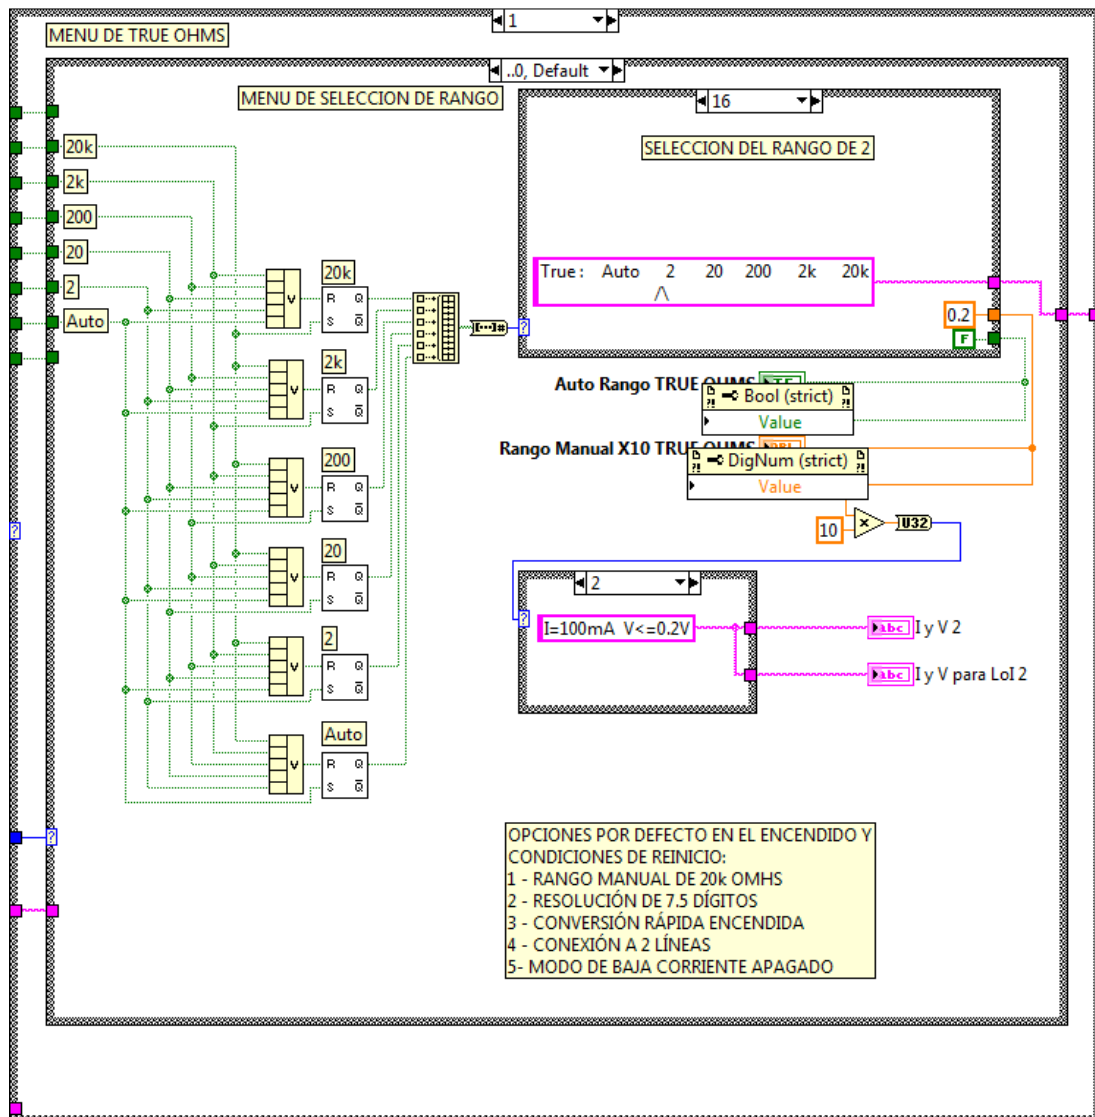 1
MENU DE TRUE OHMS
..0, Default
MENU DE SELECCION DE RANGO
16
SELECCION DEL RANGO DE 2
20k
2k
200
20
2
Auto
20k
R Q
S Q̅
2k
R Q
S Q̅
200
R Q
S Q̅
20
R Q
S Q̅
2
R Q
S Q̅
Auto
R Q
S Q̅
V
V
V
V
V
V
[···]#
?
True : Auto 2 20 200 2k 20k
/\
0.2
F
Auto Rango TRUE OHMS
Bool (strict)
Value
Rango Manual X10 TRUE OHMS
DigNum (strict)
Value
10
x
U32
2
?
I=100mA V<=0.2V
abc I y V 2
abc I y V para LoI 2
?
?
OPCIONES POR DEFECTO EN EL ENCENDIDO Y
CONDICIONES DE REINICIO:
1 - RANGO MANUAL DE 20k OMHS
2 - RESOLUCIÓN DE 7.5 DÍGITOS
3 - CONVERSIÓN RÁPIDA ENCENDIDA
4 - CONEXIÓN A 2 LÍNEAS
5- MODO DE BAJA CORRIENTE APAGADO